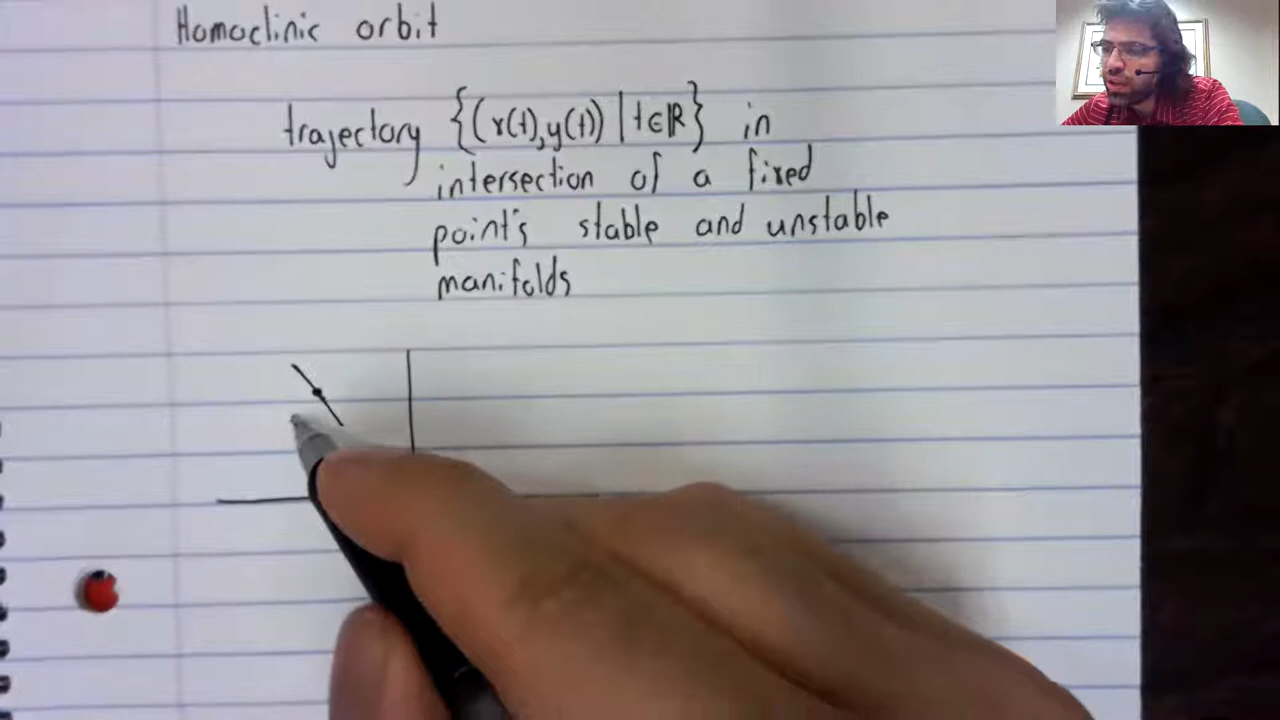 Homoclinic orbit
trajectory {(x(t),y(t)) | t∈ℝ} in
intersection of a fixed
point's stable and unstable
manifolds